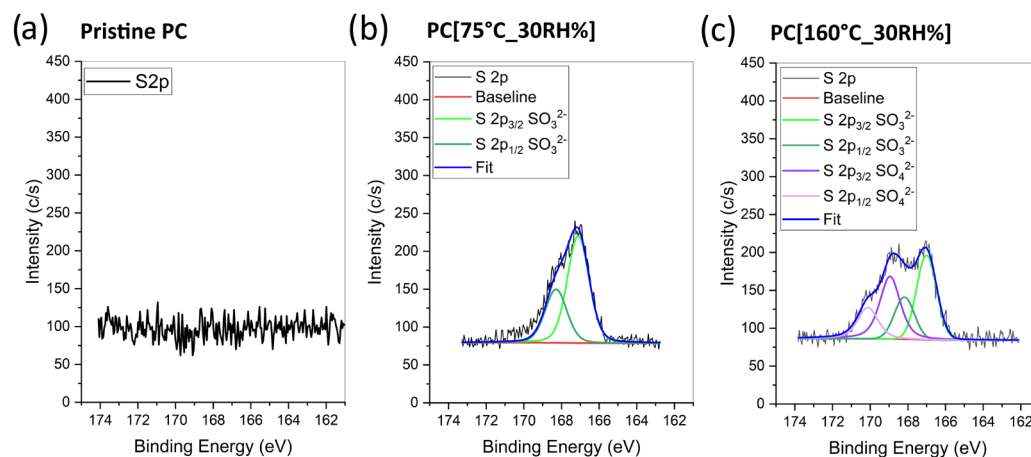 (a)
Pristine PC
450
400
350
300
250
200
150
100
50
0
Intensity (c/s)
S2p
174 172 170 168 166 164 162
Binding Energy (eV)
(b)
PC[75°C_30RH%]
450
400
350
300
250
200
150
100
50
0
Intensity (c/s)
S 2p
Baseline
S 2p3/2 SO3²⁻
S 2p1/2 SO3²⁻
Fit
174 172 170 168 166 164 162
Binding Energy (eV)
(c)
PC[160°C_30RH%]
450
400
350
300
250
200
150
100
50
0
Intensity (c/s)
S 2p
Baseline
S 2p3/2 SO3²⁻
S 2p1/2 SO3²⁻
S 2p3/2 SO4²⁻
S 2p1/2 SO4²⁻
Fit
174 172 170 168 166 164 162
Binding Energy (eV)